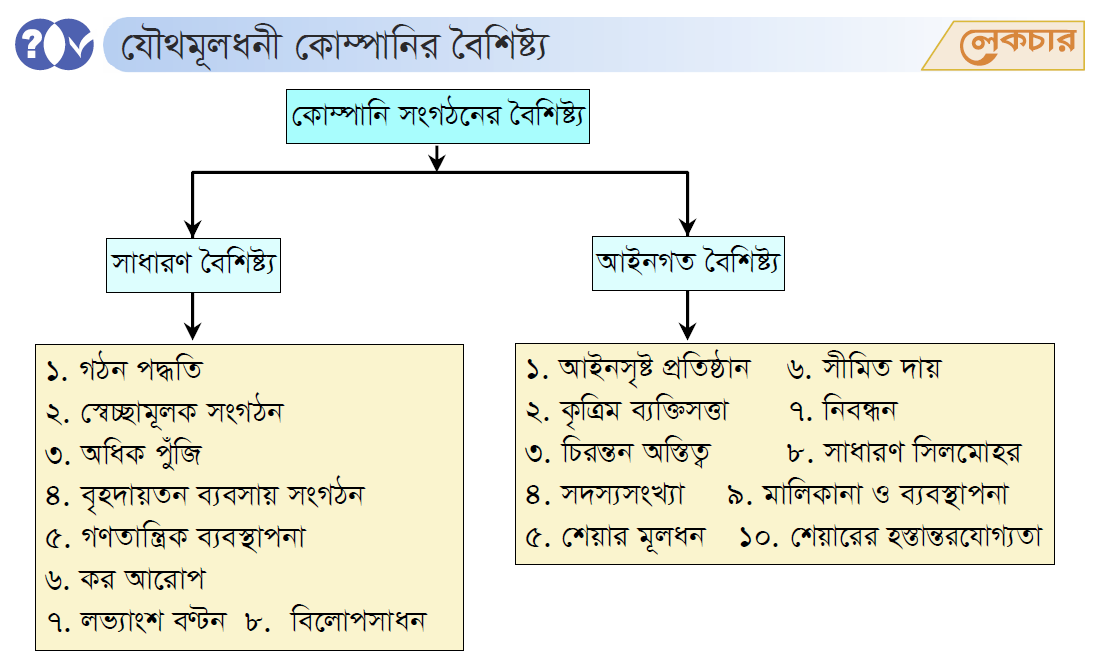 যৌথমূলধনী কোম্পানির বৈশিষ্ট্য
লেকচার
কোম্পানি সংগঠনের বৈশিষ্ট্য
সাধারণ বৈশিষ্ট্য
১. গঠন পদ্ধতি
২. স্বেচ্ছামূলক সংগঠন
৩. অধিক পুঁজি
৪. বৃহদায়তন ব্যবসায় সংগঠন
৫. গণতান্ত্রিক ব্যবস্থাপনা
৬. কর আরোপ
৭. লভ্যাংশ বণ্টন ৮. বিলোপসাধন
আইনগত বৈশিষ্ট্য
১. আইনসৃষ্ট প্রতিষ্ঠান ৬. সীমিত দায়
২. কৃত্রিম ব্যক্তিসত্তা ৭. নিবন্ধন
৩. চিরন্তন অস্তিত্ব ৮. সাধারণ সিলমোহর
৪. সদস্যসংখ্যা ৯. মালিকানা ও ব্যবস্থাপনা
৫. শেয়ার মূলধন ১০. শেয়ারের হস্তান্তরযোগ্যতা